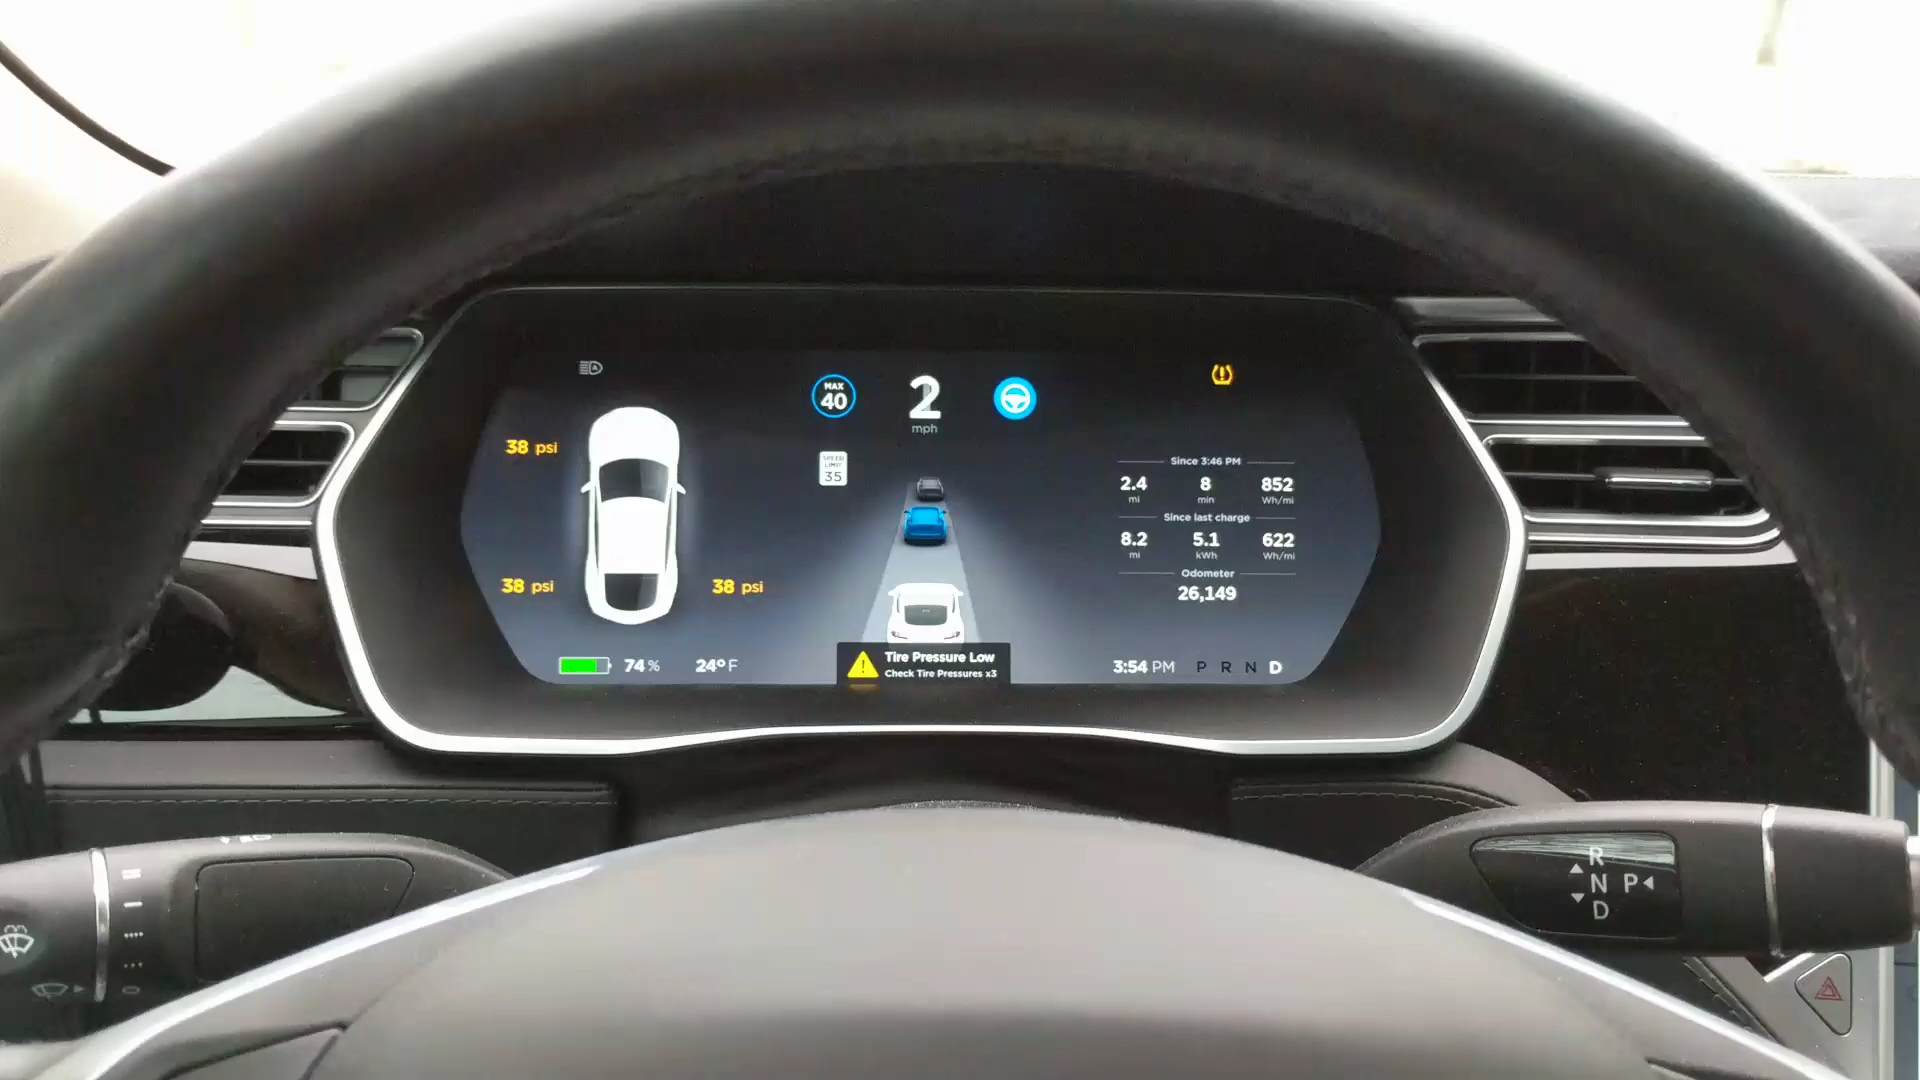 MAX
40
2
mph
SPEED
LIMIT
35
38 psi
38 psi
38 psi
Since 3:46 PM
2.4 8 852
mi min Wh/mi
Since last charge
8.2 5.1 622
mi kWh Wh/mi
Odometer
26,149
74 %
24°F
Tire Pressure Low
Check Tire Pressures x3
3:54 PM
P R N D
R
N P
D